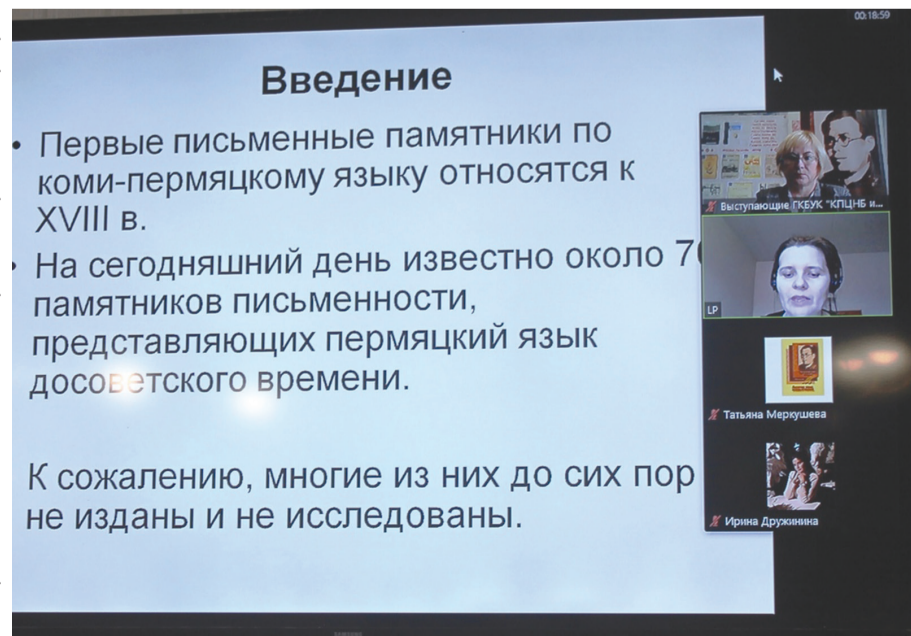 00:18:59
Введение
• Первые письменные памятники по
коми-пермяцкому языку относятся к
XVIII в.
• На сегодняшний день известно около 70
памятников письменности,
представляющих пермяцкий язык
досоветского времени.
К сожалению, многие из них до сих пор
не изданы и не исследованы.
Выступающие ГКБУК "КПЦНБ и...
LP
Татьяна Меркушева
Ирина Дружинина